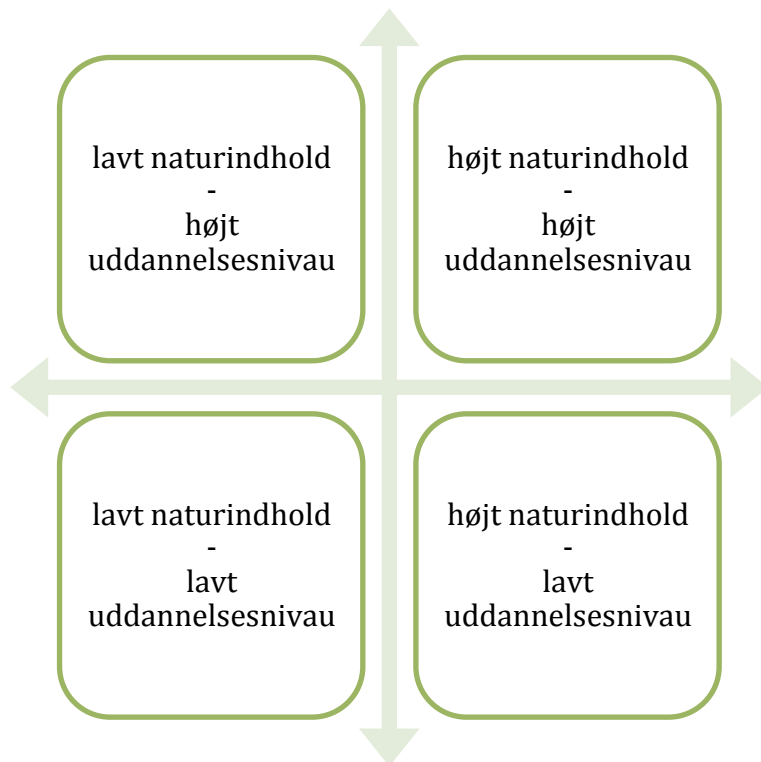 lavt naturindhold
-
højt
uddannelsesnivau
højt naturindhold
-
højt
uddannelsesnivau
lavt naturindhold
-
lavt
uddannelsesnivau
højt naturindhold
-
lavt
uddannelsesnivau